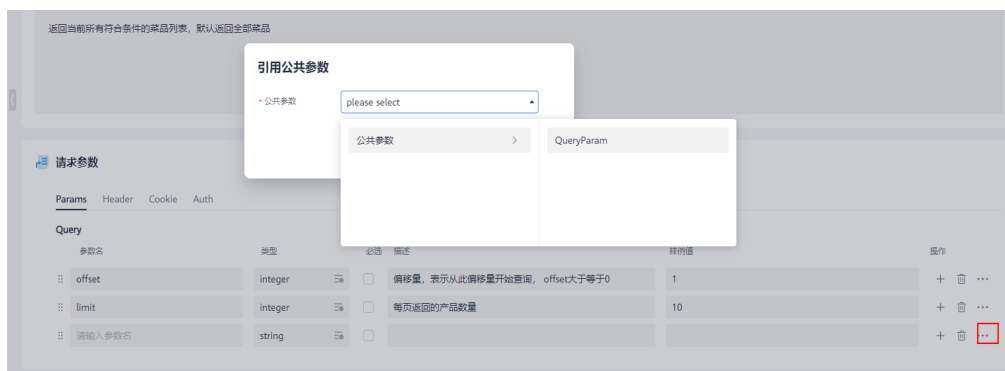 返回当前所有符合条件的菜品列表，默认返回全部菜品
引用公共参数
* 公共参数 please select
公共参数 QueryParam
请求参数
Params Header Cookie Auth
Query
参数名 类型 必选 描述 样例值 操作
offset integer 偏移量，表示从此偏移量开始查询， offset大于等于0 1
limit integer 每页返回的产品数量 10
请输入参数名 string